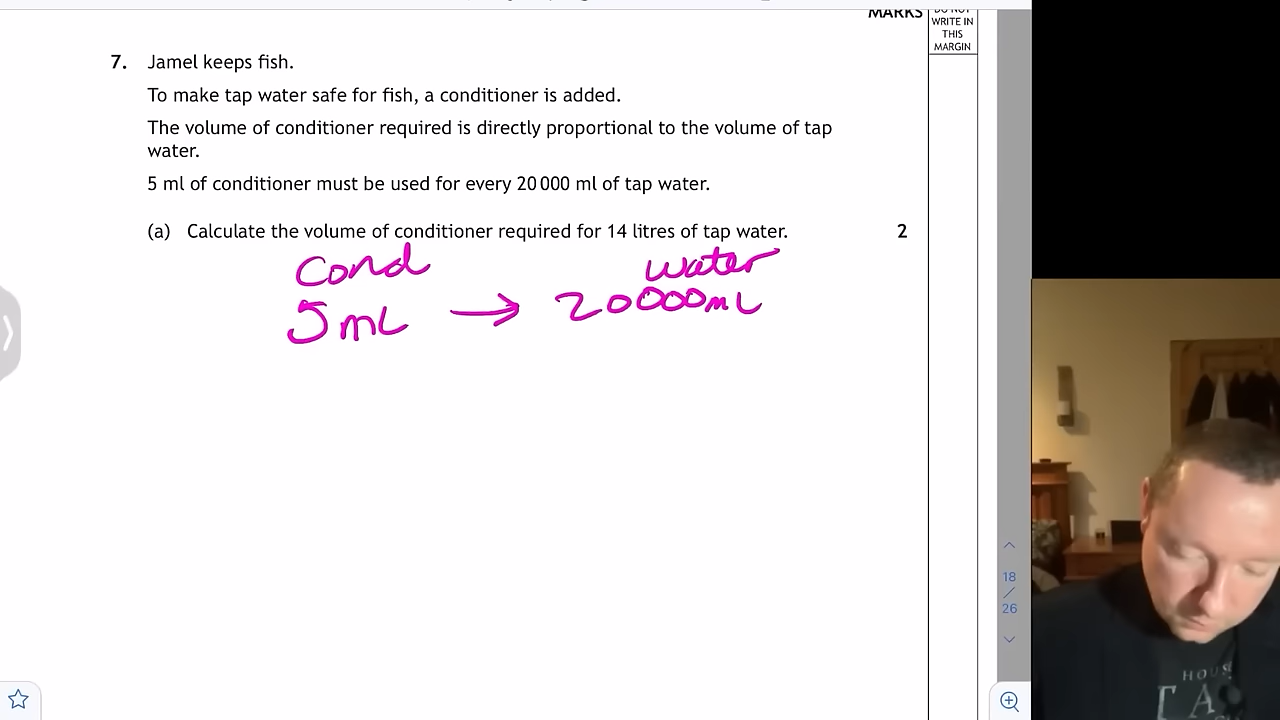 MARKS
DO NOT
WRITE IN
THIS
MARGIN
7. Jamel keeps fish.
To make tap water safe for fish, a conditioner is added.
The volume of conditioner required is directly proportional to the volume of tap
water.
5 ml of conditioner must be used for every 20 000 ml of tap water.
(a) Calculate the volume of conditioner required for 14 litres of tap water. 2
Cond water
5mL → 20000mL
18
/
26
HOUS